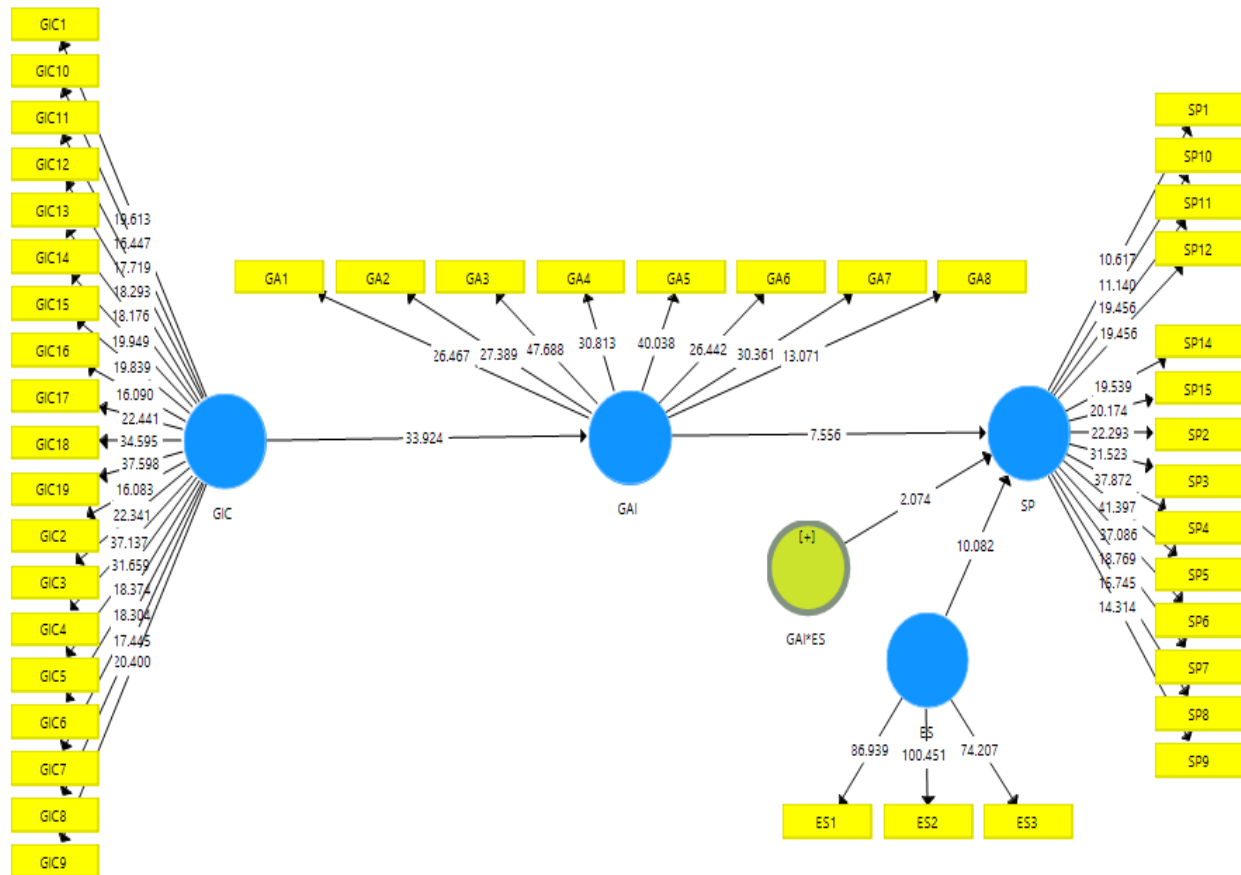 GIC1
GIC10
GIC11
GIC12
GIC13
GIC14
GIC15
GIC16
GIC17
GIC18
GIC19
GIC2
GIC3
GIC4
GIC5
GIC6
GIC7
GIC8
GIC9
19.613
16.447
17.719
18.293
18.176
19.949
19.839
16.090
22.441
34.595
37.598
16.083
22.341
37.137
31.659
18.374
18.304
17.445
20.400
GIC
33.924
GA1
GA2
GA3
GA4
GA5
GA6
GA7
GA8
26.467
27.389
47.688
30.813
40.038
26.442
30.361
13.071
GAI
7.556
[+]
GAI*ES
2.074
10.082
ES
86.939
100.451
74.207
ES1
ES2
ES3
SP
10.617
11.140
19.456
19.456
19.539
20.174
22.293
31.523
37.872
41.397
37.086
18.769
15.745
14.314
SP1
SP10
SP11
SP12
SP14
SP15
SP2
SP3
SP4
SP5
SP6
SP7
SP8
SP9